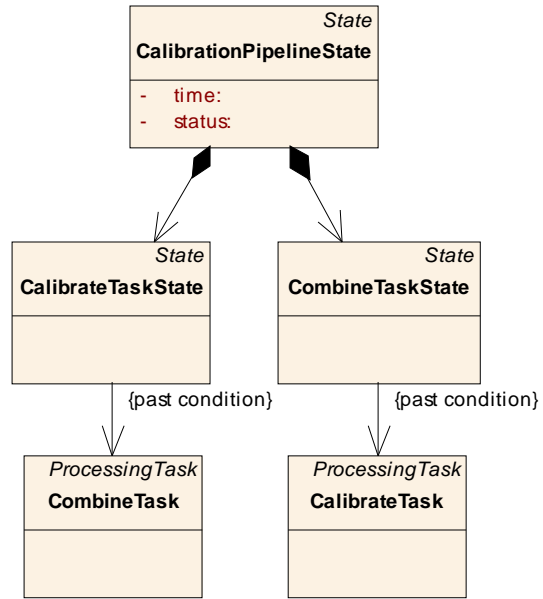 State
CalibrationPipelineState
- time:
- status:
State
CalibrateTaskState
State
CombineTaskState
{past condition}
{past condition}
ProcessingTask
CombineTask
ProcessingTask
CalibrateTask